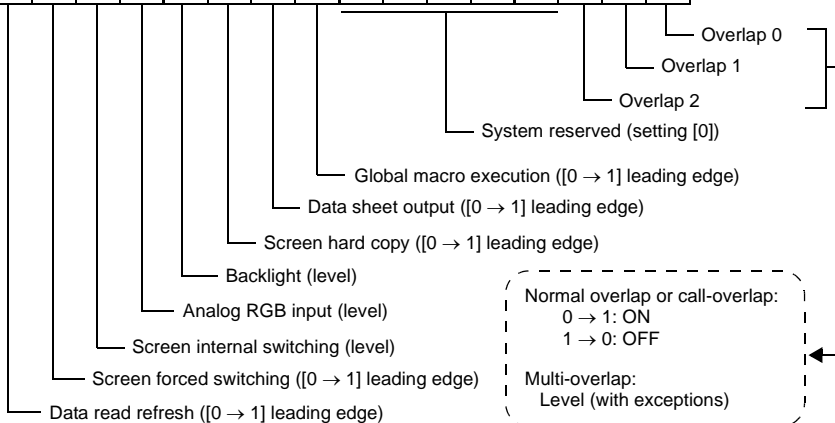 Overlap 0
Overlap 1
Overlap 2
System reserved (setting [0])
Global macro execution ([0 → 1] leading edge)
Data sheet output ([0 → 1] leading edge)
Screen hard copy ([0 → 1] leading edge)
Backlight (level)
Analog RGB input (level)
Screen internal switching (level)
Screen forced switching ([0 → 1] leading edge)
Data read refresh ([0 → 1] leading edge)
Normal overlap or call-overlap:
0 → 1: ON
1 → 0: OFF
Multi-overlap:
Level (with exceptions)